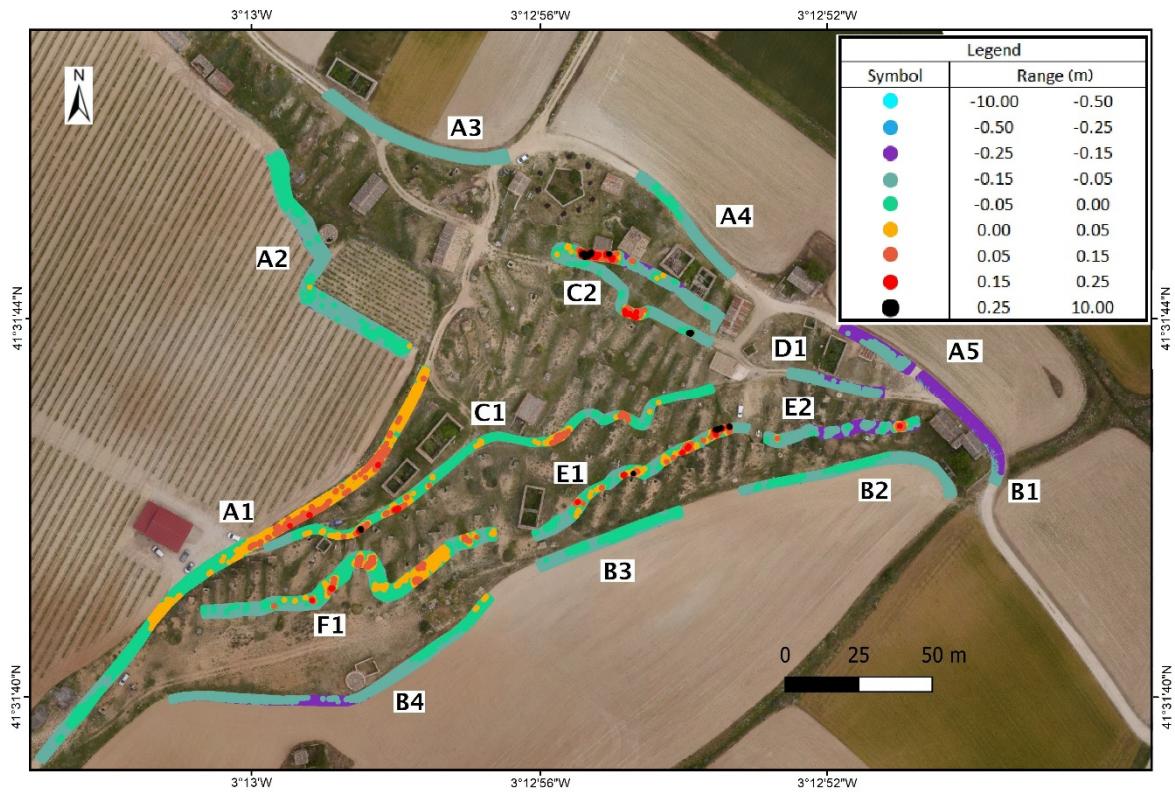 3°13'W 3°12'56"W 3°12'52"W
N
Legend
Symbol Range (m)
-10.00 -0.50
-0.50 -0.25
-0.25 -0.15
-0.15 -0.05
-0.05 0.00
0.00 0.05
0.05 0.15
0.15 0.25
0.25 10.00
A3
A4
A2
C2
41°31'44"N 41°31'44"N
D1 A5
C1 E2
E1
B2 B1
A1
B3
F1
0 25 50 m
B4
41°31'40"N 41°31'40"N
3°13'W 3°12'56"W 3°12'52"W